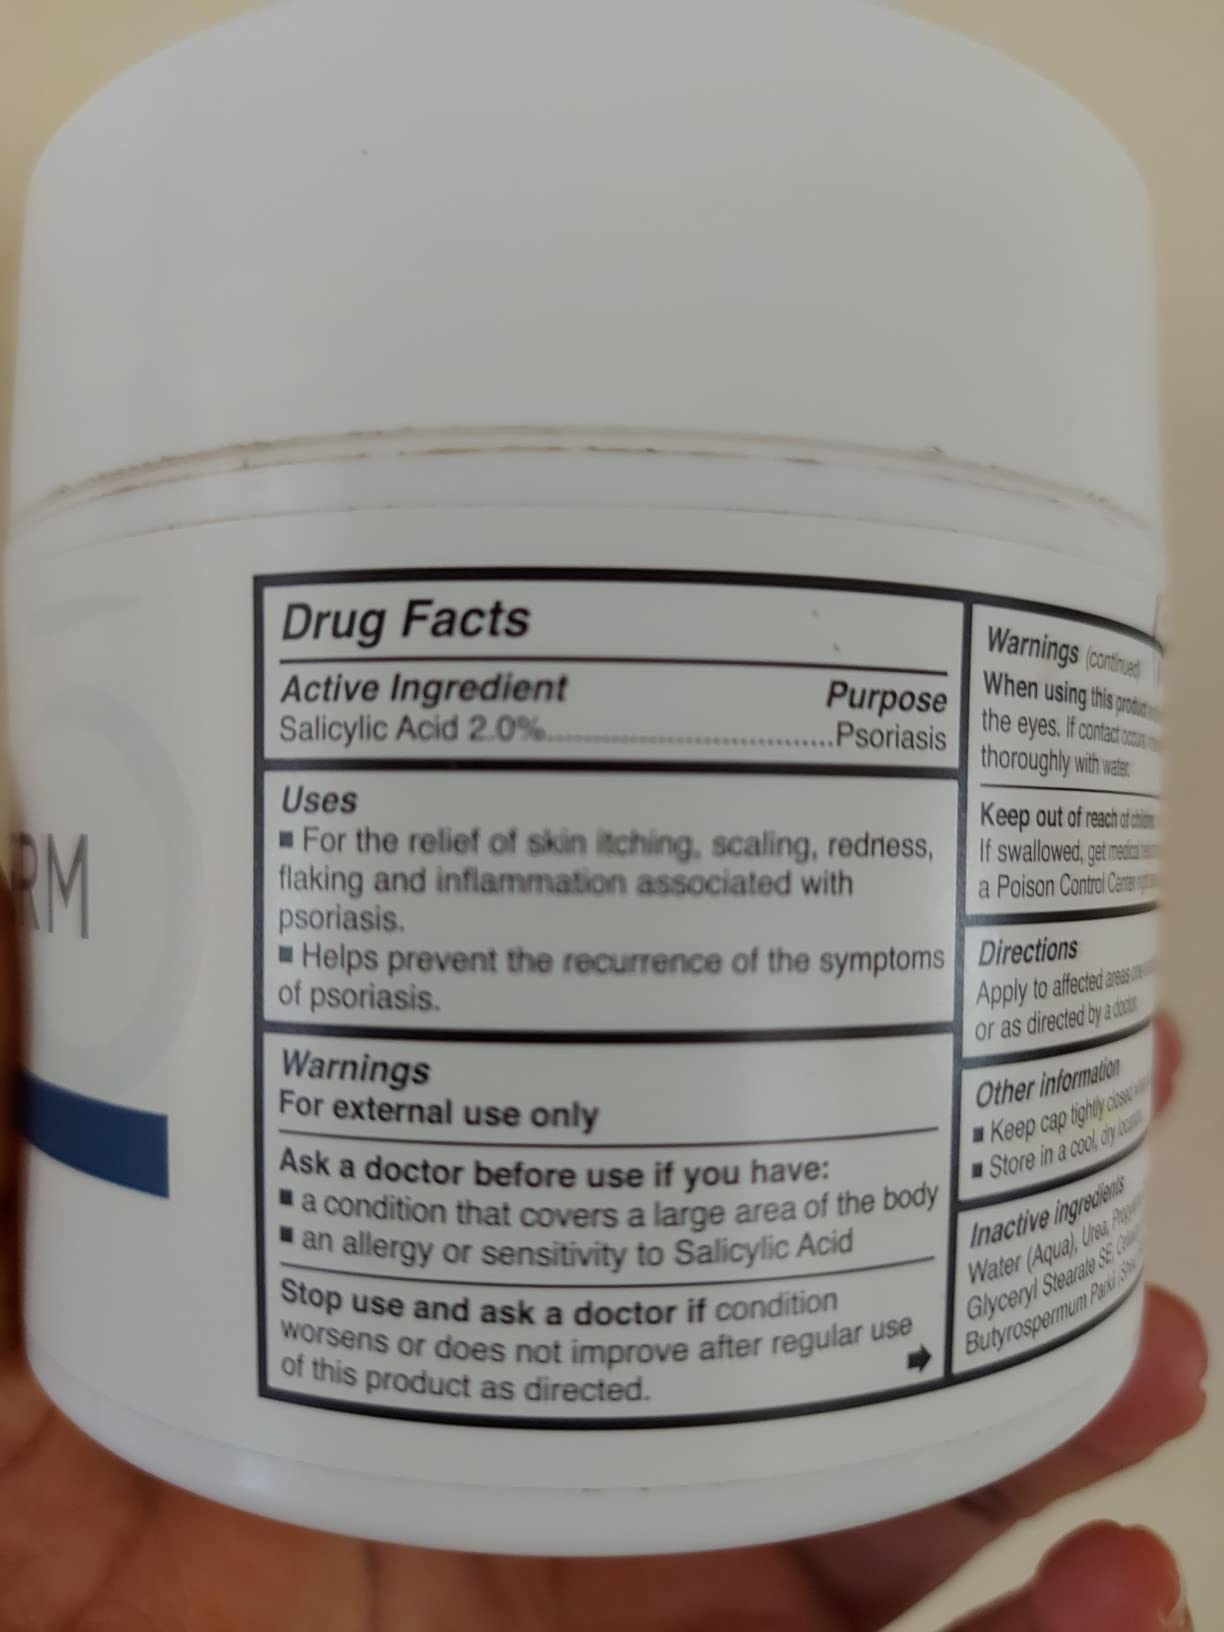 RM
Drug Facts
Active Ingredient Purpose
Salicylic Acid 2.0%................................Psoriasis
Uses
▪ For the relief of skin itching, scaling, redness,
flaking and inflammation associated with
psoriasis.
▪ Helps prevent the recurrence of the symptoms
of psoriasis.
Warnings
For external use only
Ask a doctor before use if you have:
▪ a condition that covers a large area of the body
▪ an allergy or sensitivity to Salicylic Acid
Stop use and ask a doctor if condition
worsens or does not improve after regular use
of this product as directed.
Warnings (continued)
When using this product
the eyes. If contact occurs,
thoroughly with water.
Keep out of reach of children
If swallowed, get medical
a Poison Control Center
Directions
Apply to affected areas
or as directed by a doctor.
Other information
▪ Keep cap tightly closed
▪ Store in a cool, dry location.
Inactive ingredients
Water (Aqua), Urea,
Glyceryl Stearate SE,
Butyrospermum Parkii